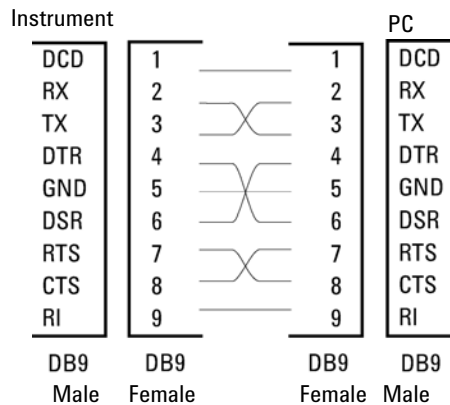 Instrument PC
DCD 1 1 DCD
RX 2 2 RX
TX 3 3 TX
DTR 4 4 DTR
GND 5 5 GND
DSR 6 6 DSR
RTS 7 7 RTS
CTS 8 8 CTS
RI 9 9 RI
DB9 DB9 DB9 DB9
Male Female Female Male